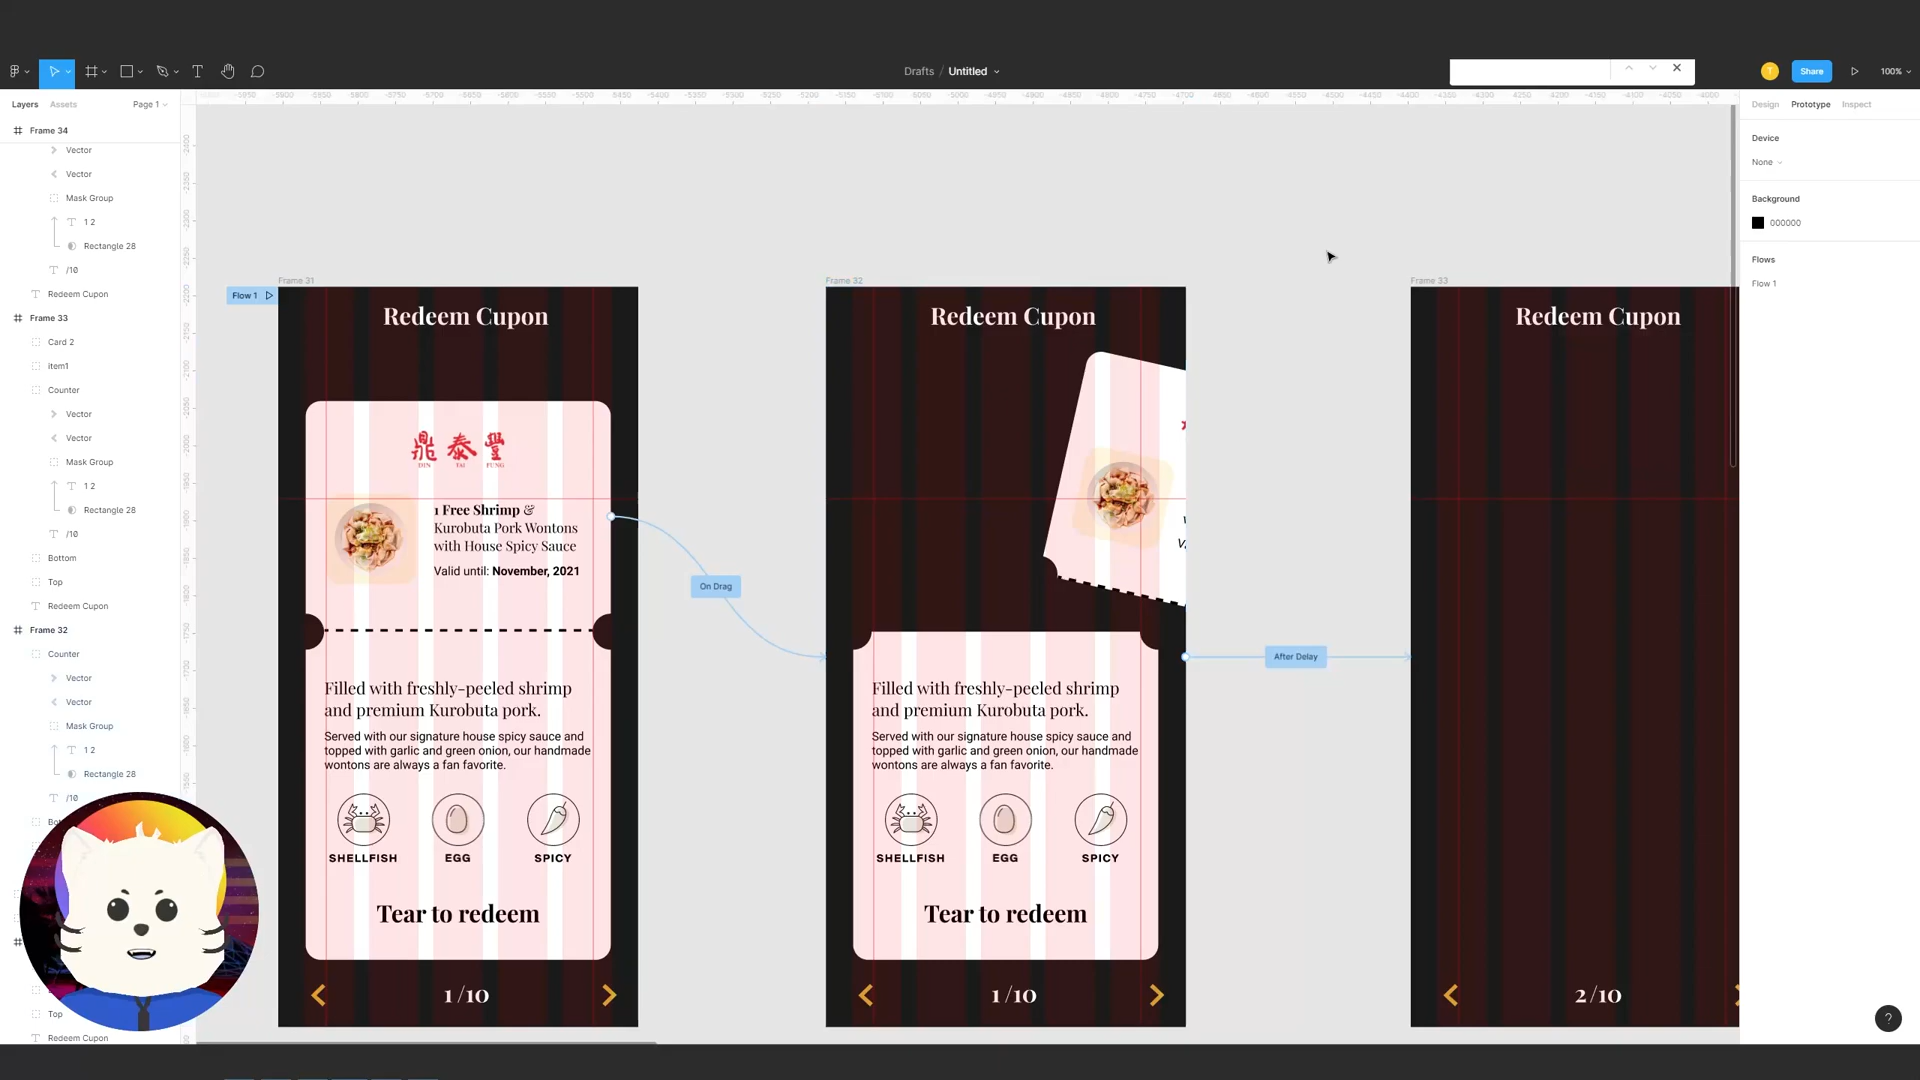 Drafts / Untitled
Share
100%
Layers
Assets
Page 1
Design
Prototype
Inspect
Frame 34
Vector
Vector
Mask Group
1 2
Rectangle 28
/10
Redeem Cupon
Frame 33
Card 2
item1
Counter
Vector
Vector
Mask Group
1 2
Rectangle 28
/10
Bottom
Top
Redeem Cupon
Frame 32
Counter
Vector
Vector
Mask Group
1 2
Rectangle 28
/10
Top
Redeem Cupon
Device
None
Background
000000
Flows
Flow 1
Flow 1
Frame 31
Redeem Cupon
鼎泰豐
DIN TAI FUNG
1 Free Shrimp &
Kurobuta Pork Wontons
with House Spicy Sauce
Valid until: November, 2021
Filled with freshly-peeled shrimp
and premium Kurobuta pork.
Served with our signature house spicy sauce and
topped with garlic and green onion, our handmade
wontons are always a fan favorite.
SHELLFISH
EGG
SPICY
Tear to redeem
1 /10
On Drag
Frame 32
Redeem Cupon
Filled with freshly-peeled shrimp
and premium Kurobuta pork.
Served with our signature house spicy sauce and
topped with garlic and green onion, our handmade
wontons are always a fan favorite.
SHELLFISH
EGG
SPICY
Tear to redeem
1 /10
After Delay
Frame 33
Redeem Cupon
2 /10
?